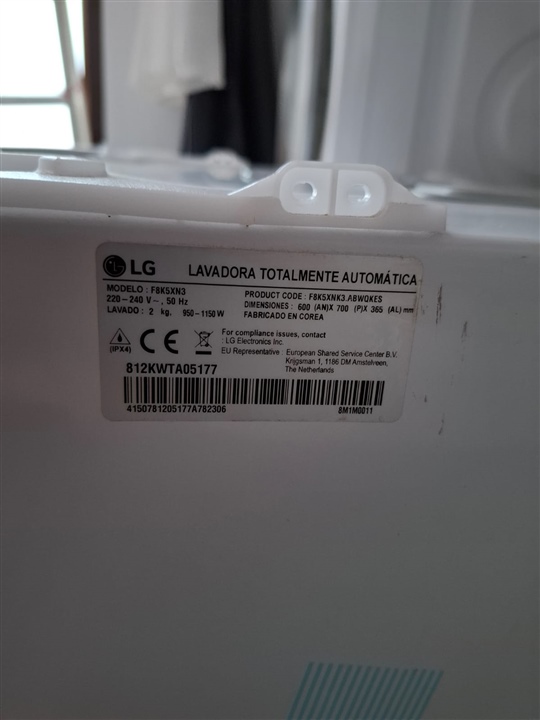 LG LAVADORA TOTALMENTE AUTOMÁTICA
MODELO : F8K5XN3
220-240 V~, 50 Hz
LAVADO : 2 kg, 950-1150 W
PRODUCT CODE : F8K5XNK3.ABWQKES
DIMENSIONES : 600 (AN)X 700 (P)X 365 (AL) mm
FABRICADO EN COREA
(IPX4)
CE
For compliance issues, contact
: LG Electronics Inc.
EU Representative : European Shared Service Center B.V.
Krijgsman 1, 1186 DM Amstelveen,
The Netherlands
812KWTA05177
4150781205177A782306
8M1M0011